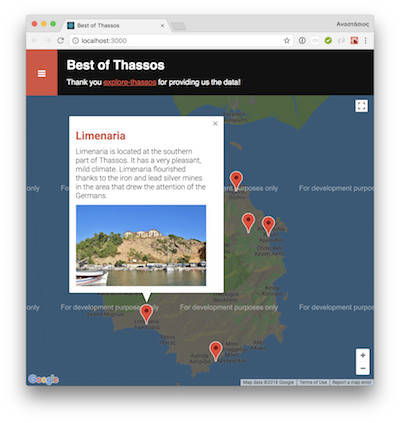 Best of Thassos
Αναστάσιος
localhost:3000
Best of Thassos
Thank you explore-thassos for providing us the data!
Limenaria
Limenaria is located at the southern
part of Thassos. It has a very pleasant,
mild climate. Limenaria flourished
thanks to the iron and lead silver mines
in the area that drew the attention of the
Germans.
For development purposes only
For development purposes only
For development purposes only
For development purposes only
Google
Map data ©2018 Google
Terms of Use
Report a map error